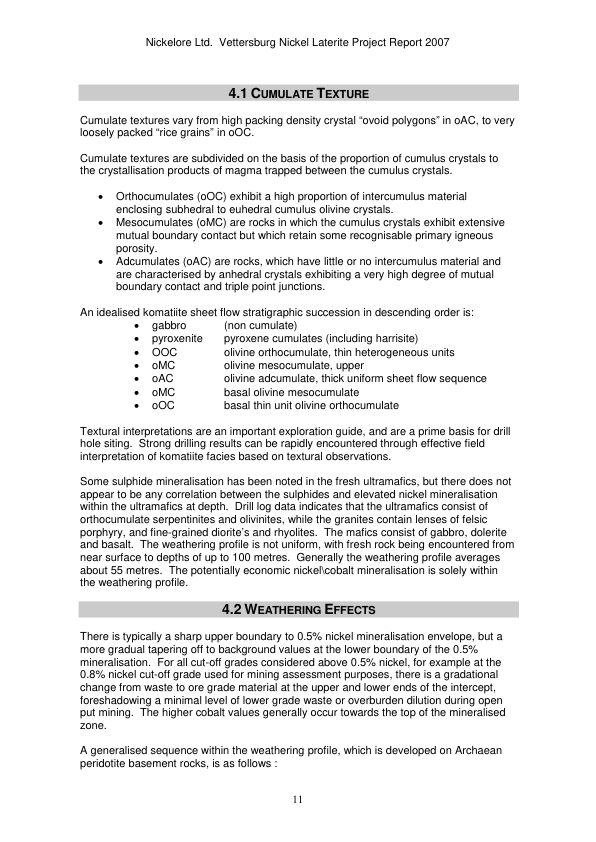 Nickelore Ltd.  Vettersburg Nickel Laterite Project Report 2007
4.1 CUMULATE TEXTURE
Cumulate textures vary from high packing density crystal “ovoid polygons” in oAC, to very
loosely packed “rice grains” in oOC.
Cumulate textures are subdivided on the basis of the proportion of cumulus crystals to
the crystallisation products of magma trapped between the cumulus crystals.
• Orthocumulates (oOC) exhibit a high proportion of intercumulus material
enclosing subhedral to euhedral cumulus olivine crystals.
• Mesocumulates (oMC) are rocks in which the cumulus crystals exhibit extensive
mutual boundary contact but which retain some recognisable primary igneous
porosity.
• Adcumulates (oAC) are rocks, which have little or no intercumulus material and
are characterised by anhedral crystals exhibiting a very high degree of mutual
boundary contact and triple point junctions.
An idealised komatiite sheet flow stratigraphic succession in descending order is:
• gabbro (non cumulate)
• pyroxenite pyroxene cumulates (including harrisite)
• OOC olivine orthocumulate, thin heterogeneous units
• oMC olivine mesocumulate, upper
• oAC olivine adcumulate, thick uniform sheet flow sequence
• oMC basal olivine mesocumulate
• oOC basal thin unit olivine orthocumulate
Textural interpretations are an important exploration guide, and are a prime basis for drill
hole siting.  Strong drilling results can be rapidly encountered through effective field
interpretation of komatiite facies based on textural observations.
Some sulphide mineralisation has been noted in the fresh ultramafics, but there does not
appear to be any correlation between the sulphides and elevated nickel mineralisation
within the ultramafics at depth.  Drill log data indicates that the ultramafics consist of
orthocumulate serpentinites and olivinites, while the granites contain lenses of felsic
porphyry, and fine-grained diorite’s and rhyolites.  The mafics consist of gabbro, dolerite
and basalt.  The weathering profile is not uniform, with fresh rock being encountered from
near surface to depths of up to 100 metres.  Generally the weathering profile averages
about 55 metres.  The potentially economic nickel\cobalt mineralisation is solely within
the weathering profile.
4.2 WEATHERING EFFECTS
There is typically a sharp upper boundary to 0.5% nickel mineralisation envelope, but a
more gradual tapering off to background values at the lower boundary of the 0.5%
mineralisation.  For all cut-off grades considered above 0.5% nickel, for example at the
0.8% nickel cut-off grade used for mining assessment purposes, there is a gradational
change from waste to ore grade material at the upper and lower ends of the intercept,
foreshadowing a minimal level of lower grade waste or overburden dilution during open
put mining.  The higher cobalt values generally occur towards the top of the mineralised
zone.
A generalised sequence within the weathering profile, which is developed on Archaean
peridotite basement rocks, is as follows :
11